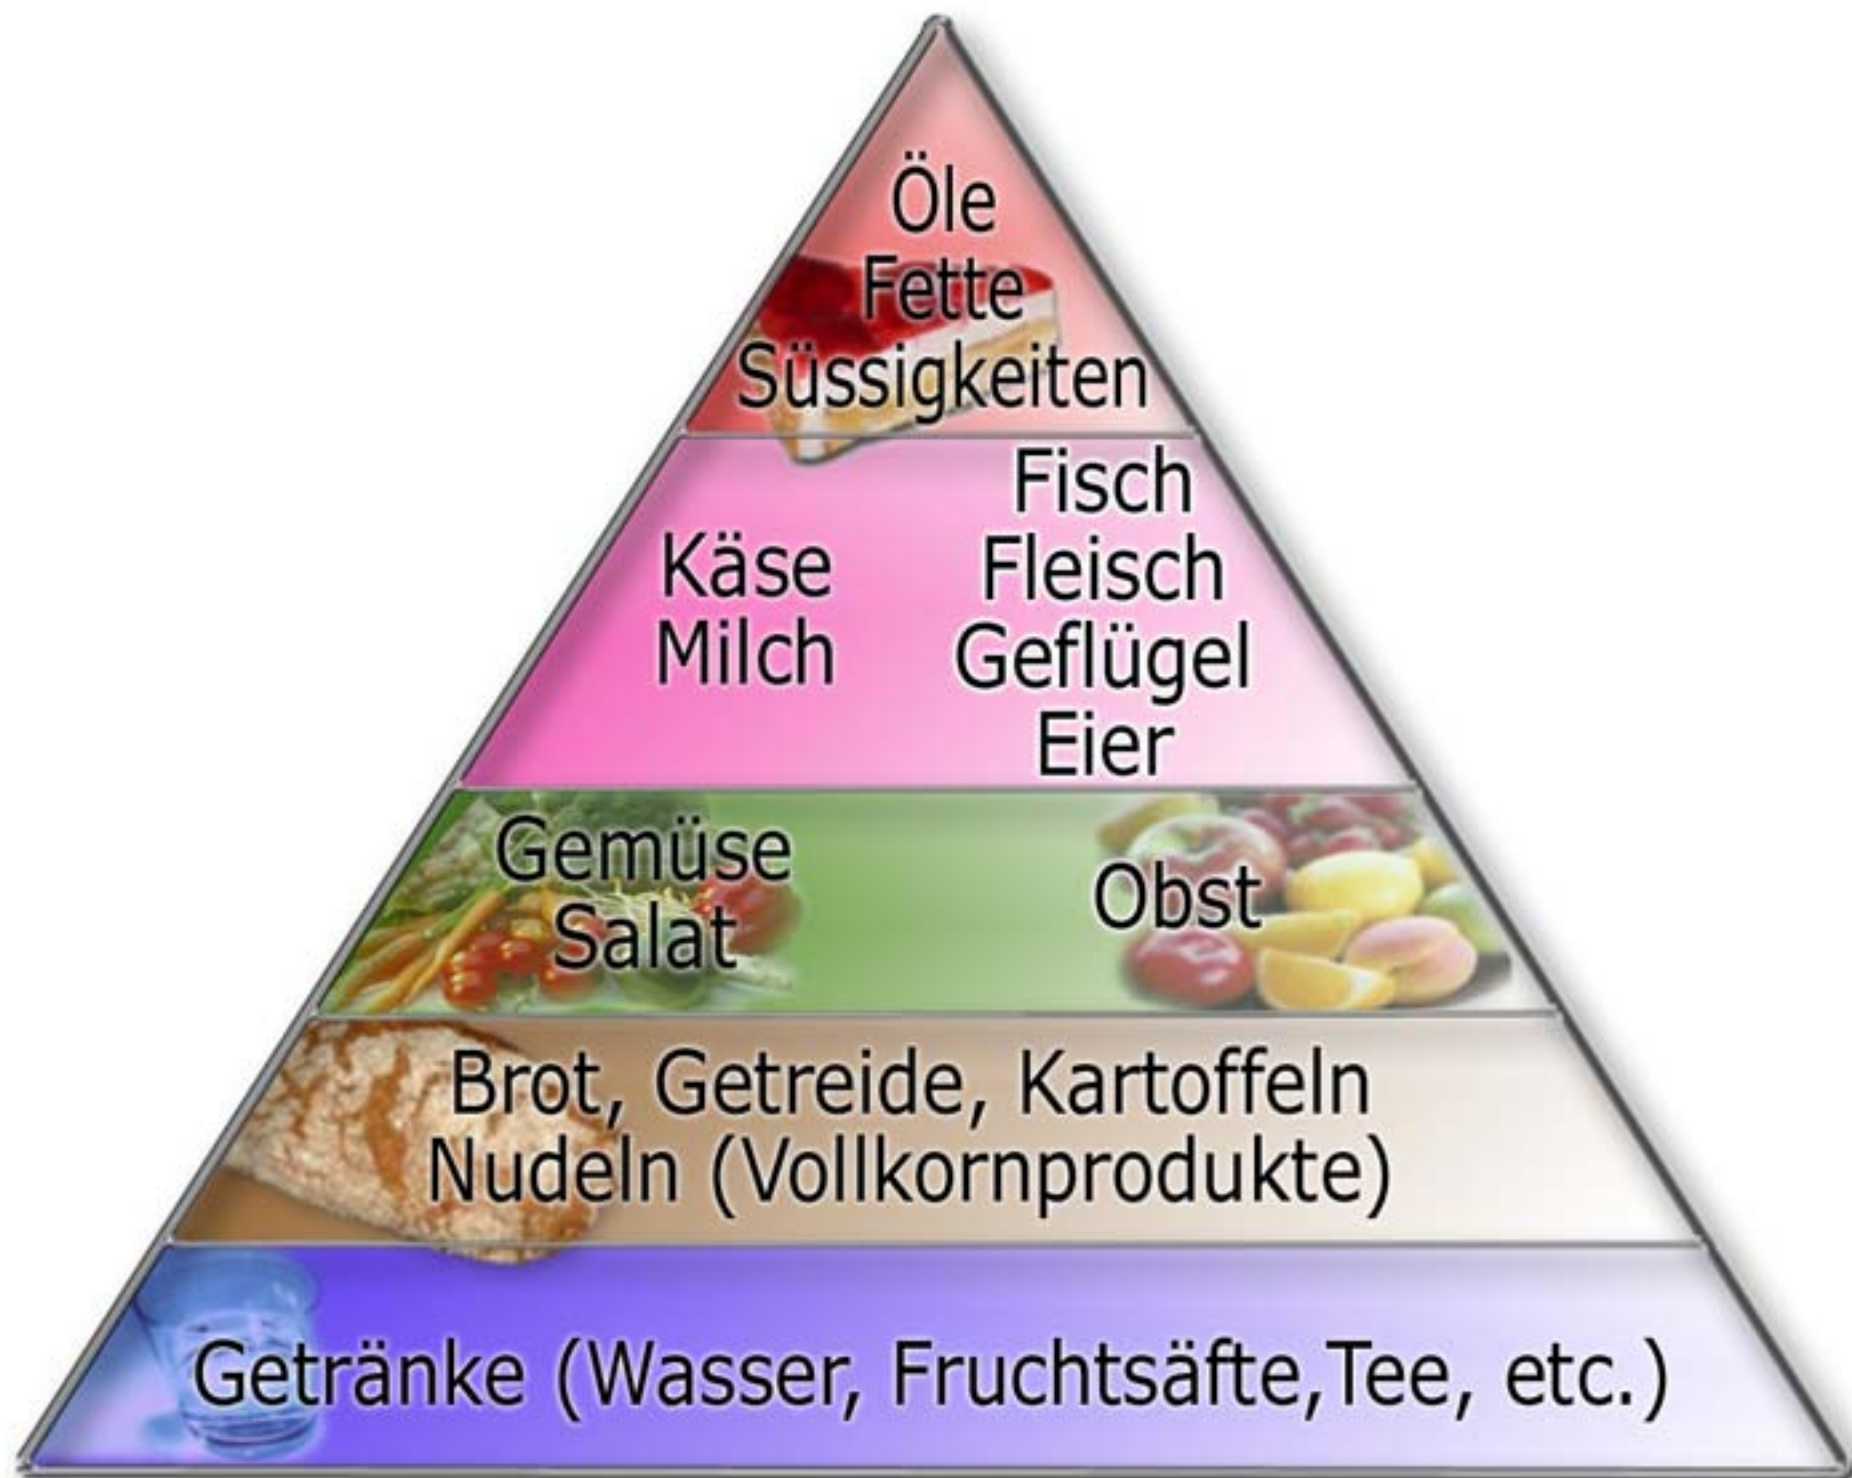 Öle
Fette
Süssigkeiten
Käse
Milch
Fisch
Fleisch
Geflügel
Eier
Gemüse
Salat
Obst
Brot, Getreide, Kartoffeln
Nudeln (Vollkornprodukte)
Getränke (Wasser, Fruchtsäfte,Tee, etc.)